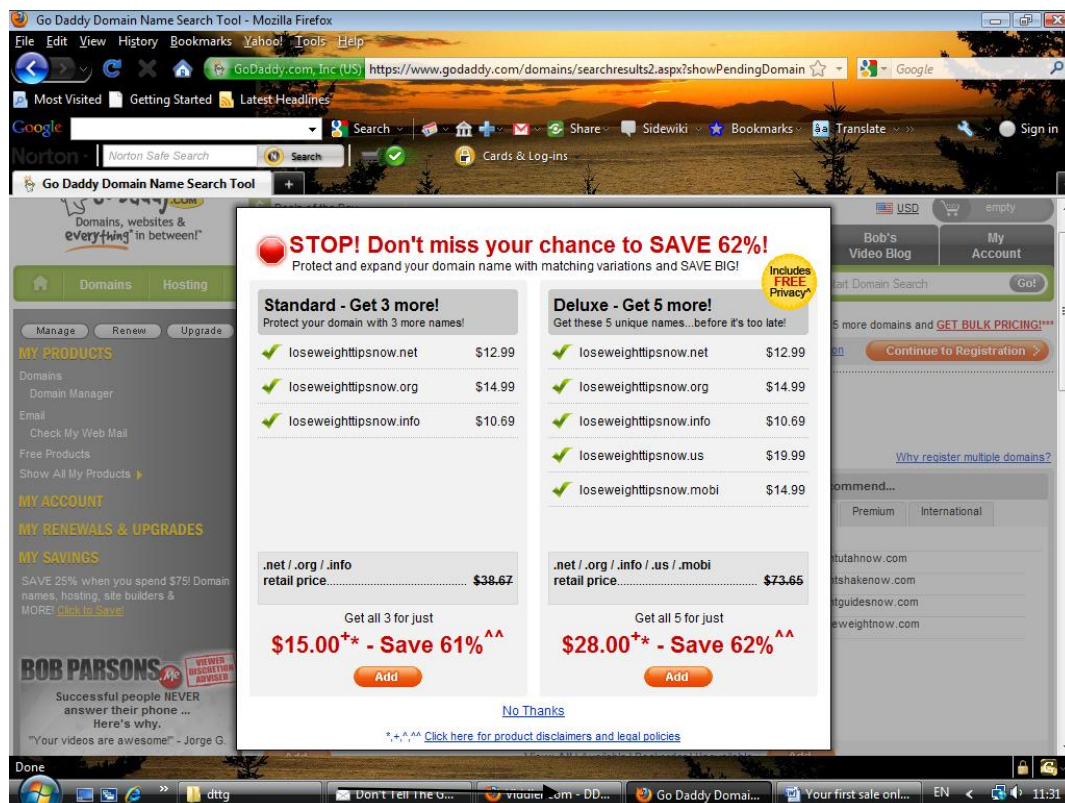 Go Daddy Domain Name Search Tool - Mozilla Firefox
File Edit View History Bookmarks Yahoo! Tools Help
GoDaddy.com, Inc (US) https://www.godaddy.com/domains/searchresults2.aspx?showPendingDomain
Google
Most Visited Getting Started Latest Headlines
Google Search Share Sidewiki Bookmarks Translate Sign in
Norton Norton Safe Search Search Cards & Log-ins
Go Daddy Domain Name Search Tool
.COM
Domains, websites &
everything* in between!"
USD empty
Bob's
Video Blog
My
Account
Domains Hosting
Domain Search Go!
Manage Renew Upgrade
5 more domains and GET BULK PRICING!***
Continue to Registration
MY PRODUCTS
Domains
Domain Manager
Email
Check My Web Mail
Free Products
Show All My Products
MY ACCOUNT
MY RENEWALS & UPGRADES
MY SAVINGS
SAVE 25% when you spend $75! Domain
names, hosting, site builders &
MORE! Click to Save!
BOB PARSONS.Me VIEWER DISCRETION ADVISED
Successful people NEVER
answer their phone ...
Here's why.
"Your videos are awesome!" - Jorge G.
STOP! Don't miss your chance to SAVE 62%!
Protect and expand your domain name with matching variations and SAVE BIG!
Includes
FREE
Privacy^
Standard - Get 3 more!
Protect your domain with 3 more names!
loseweighttipsnow.net $12.99
loseweighttipsnow.org $14.99
loseweighttipsnow.info $10.69
.net / .org / .info
retail price $38.67
Get all 3 for just
$15.00+* - Save 61%^^
Add
Deluxe - Get 5 more!
Get these 5 unique names...before it's too late!
loseweighttipsnow.net $12.99
loseweighttipsnow.org $14.99
loseweighttipsnow.info $10.69
loseweighttipsnow.us $19.99
loseweighttipsnow.mobi $14.99
.net / .org / .info / .us / .mobi
retail price $73.65
Get all 5 for just
$28.00+* - Save 62%^^
Add
No Thanks
*,+,^,^^ Click here for product disclaimers and legal policies
Why register multiple domains?
Premium International
Done
dttg Don't Tell The G... Viddler.com - DD... Go Daddy Domai... Your first sale onl... EN 11:31